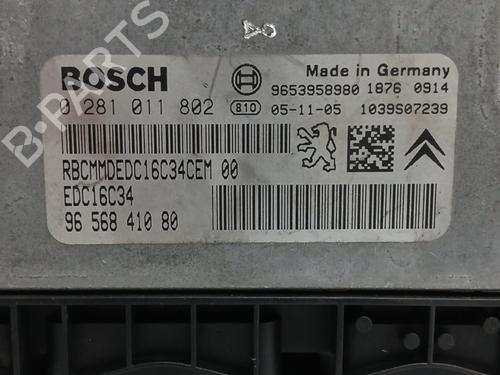 B-PARTS
BOSCH
Made in Germany
9653958980 1876 0914
0 281 011 802 810 05-11-05 1039S07239
RBCMMDEDC16C34CEM 00
EDC16C34
96 568 410 80